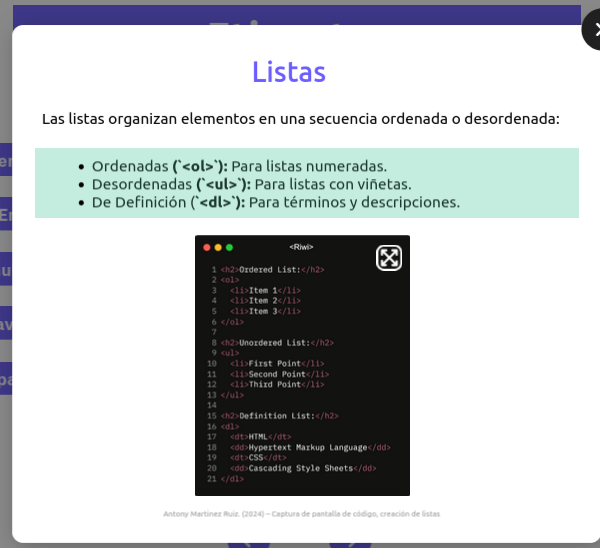 Listas
Las listas organizan elementos en una secuencia ordenada o desordenada:
Ordenadas (`<ol>`): Para listas numeradas.
Desordenadas (`<ul>`): Para listas con viñetas.
De Definición (`<dl>`): Para términos y descripciones.
<Riwi>
1 <h2>Ordered List:</h2>
2 <ol>
3 <li>Item 1</li>
4 <li>Item 2</li>
5 <li>Item 3</li>
6 </ol>
7
8 <h2>Unordered List:</h2>
9 <ul>
10 <li>First Point</li>
11 <li>Second Point</li>
12 <li>Third Point</li>
13 </ul>
14
15 <h2>Definition List:</h2>
16 <dl>
17 <dt>HTML</dt>
18 <dd>Hypertext Markup Language</dd>
19 <dt>CSS</dt>
20 <dd>Cascading Style Sheets</dd>
21 </dl>
Antony Martinez Ruiz. (2024) – Captura de pantalla de código, creación de listas